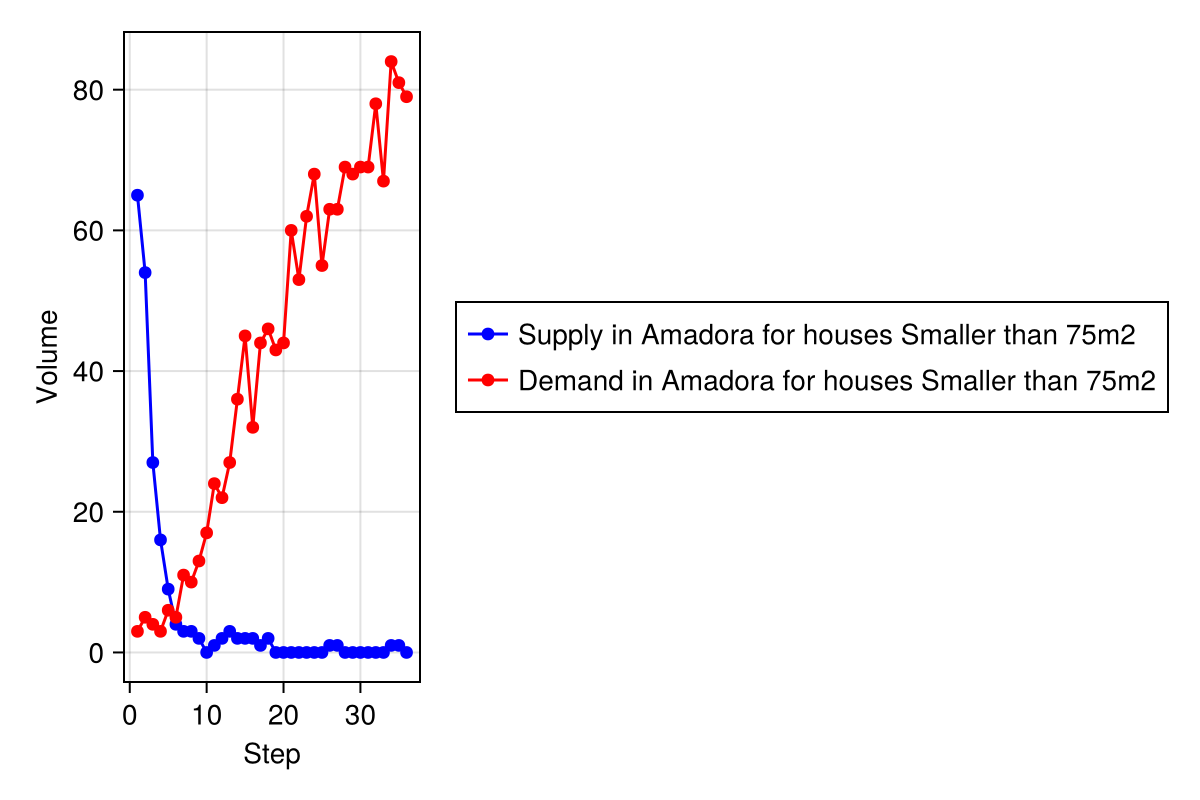 80
60
40
20
0
Volume
0 10 20 30
Step
Supply in Amadora for houses Smaller than 75m2
Demand in Amadora for houses Smaller than 75m2